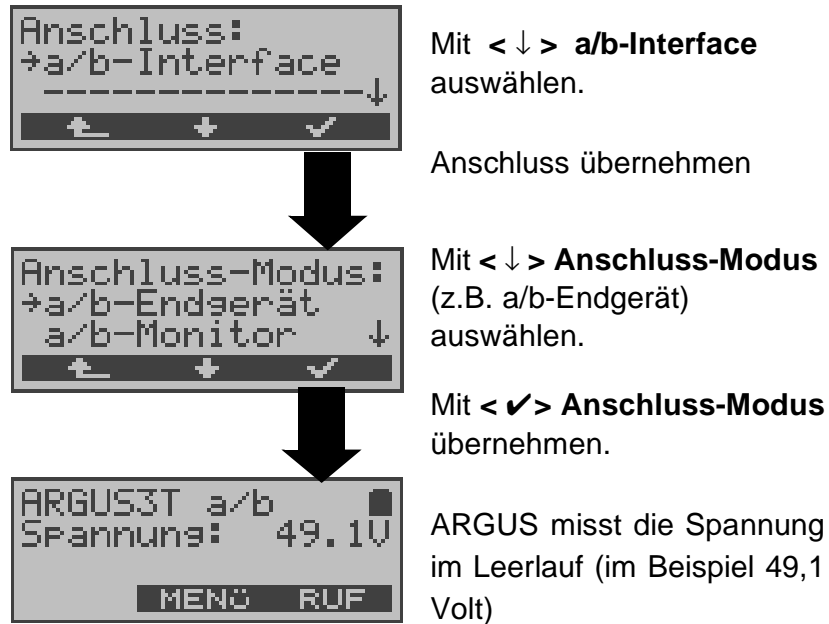 Anschluss:
→a/b-Interface
---------------↓
Mit < ↓ > a/b-Interface
auswählen.
Anschluss übernehmen
Anschluss-Modus:
→a/b-Endgerät
a/b-Monitor ↓
Mit < ↓ > Anschluss-Modus
(z.B. a/b-Endgerät)
auswählen.
Mit < ✔ > Anschluss-Modus
übernehmen.
ARGUS3T a/b
Spannung: 49.1V
MENÜ RUF
ARGUS misst die Spannung
im Leerlauf (im Beispiel 49,1
Volt)